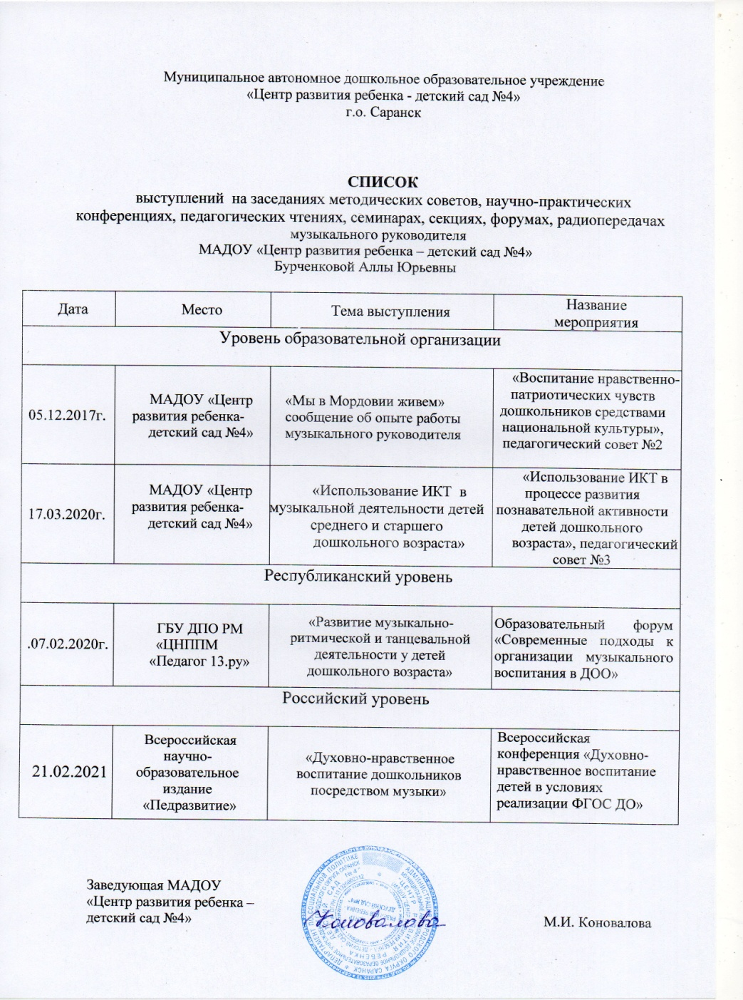 Муниципальное автономное дошкольное образовательное учреждение
«Центр развития ребенка - детский сад №4»
г.о. Саранск
СПИСОК
выступлений на заседаниях методических советов, научно-практических
конференциях, педагогических чтениях, семинарах, секциях, форумах, радиопередачах
музыкального руководителя
МАДОУ «Центр развития ребенка – детский сад №4»
Бурченковой Аллы Юрьевны
Дата
Место
Тема выступления
Название
мероприятия
Уровень образовательной организации
05.12.2017г.
МАДОУ «Центр
развития ребенка-
детский сад №4»
«Мы в Мордовии живем»
сообщение об опыте работы
музыкального руководителя
«Воспитание нравственно-
патриотических чувств
дошкольников средствами
национальной культуры»,
педагогический совет №2
17.03.2020г.
МАДОУ «Центр
развития ребенка-
детский сад №4»
«Использование ИКТ в
музыкальной деятельности детей
среднего и старшего
дошкольного возраста»
«Использование ИКТ в
процессе развития
познавательной активности
детей дошкольного
возраста», педагогический
совет №3
Республиканский уровень
.07.02.2020г.
ГБУ ДПО РМ
«ЦНППМ
«Педагог 13.ру»
«Развитие музыкально-
ритмической и танцевальной
деятельности у детей
дошкольного возраста»
Образовательный форум
«Современные подходы к
организации музыкального
воспитания в ДОО»
Российский уровень
21.02.2021
Всероссийская
научно-
образовательное
издание
«Педразвитие»
«Духовно-нравственное
воспитание дошкольников
посредством музыки»
Всероссийская
конференция «Духовно-
нравственное воспитание
детей в условиях
реализации ФГОС ДО»
Заведующая МАДОУ
«Центр развития ребенка –
детский сад №4»
Коновалова
М.И. Коновалова